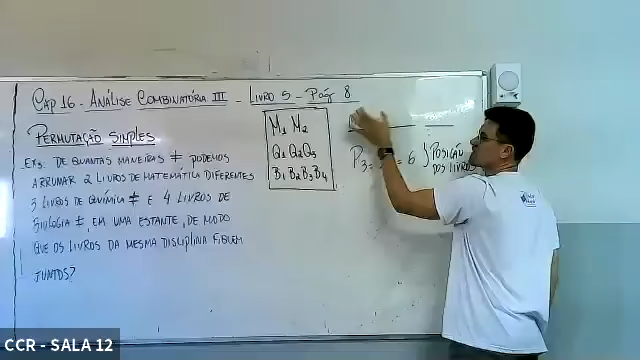 CAP 16 - ANÁLISE COMBINATÓRIA III - LIVRO 5 - PÁG 8
PERMUTAÇÃO SIMPLES
EX3: DE QUANTAS MANEIRAS ≠ PODEMOS
ARRUMAR 2 LIVROS DE MATEMÁTICA DIFERENTES
3 LIVROS DE QUÍMICA ≠ E 4 LIVROS DE
BIOLOGIA ≠, EM UMA ESTANTE, DE MODO
QUE OS LIVROS DA MESMA DISCIPLINA FIQUEM
JUNTOS?
M1 M2
Q1 Q2 Q3
B1 B2 B3 B4
P3 = = 6 } POSIÇÃO
DOS LIVROS
CCR - SALA 12